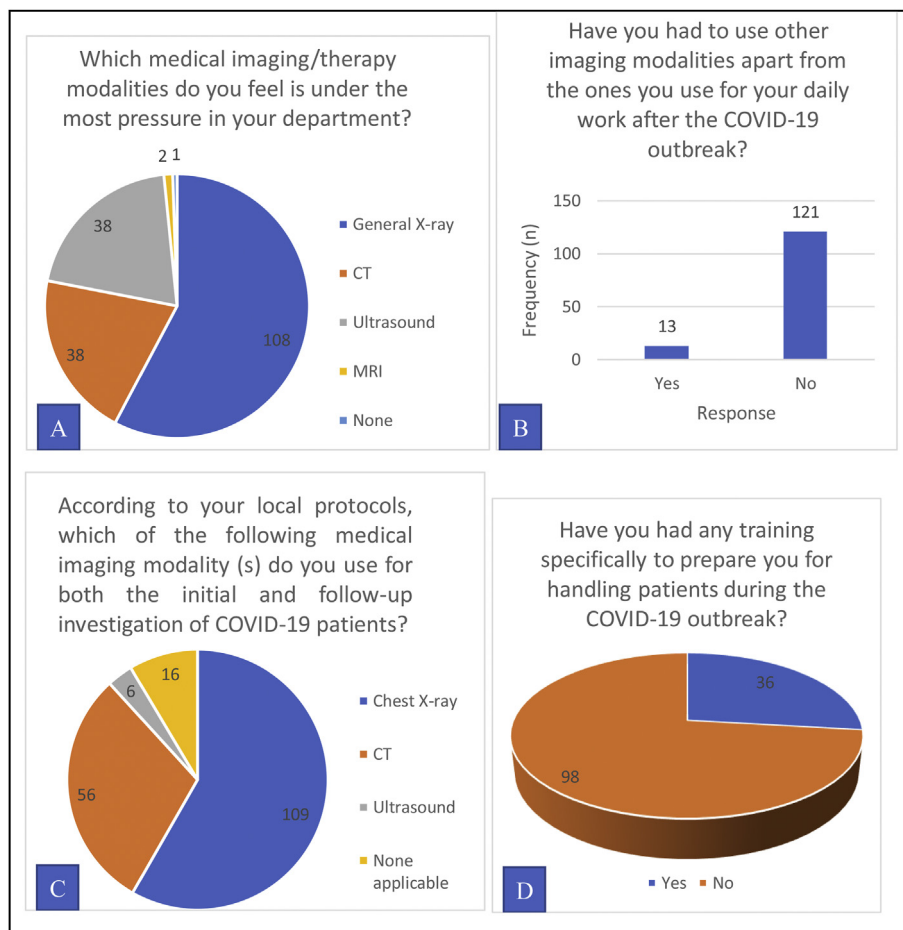 Which medical imaging/therapy
modalities do you feel is under the
most pressure in your department?
2 1
38
38
108
General X-ray
CT
Ultrasound
MRI
None
A
Have you had to use other
imaging modalities apart from
the ones you use for your daily
work after the COVID-19
outbreak?
Frequency (n)
150
100
50
0
13
121
Yes No
Response
B
According to your local protocols,
which of the following medical
imaging modality (s) do you use for
both the initial and follow-up
investigation of COVID-19 patients?
16
6
56
109
Chest X-ray
CT
Ultrasound
None
applicable
C
Have you had any training
specifically to prepare you for
handling patients during the
COVID-19 outbreak?
36
98
Yes No
D